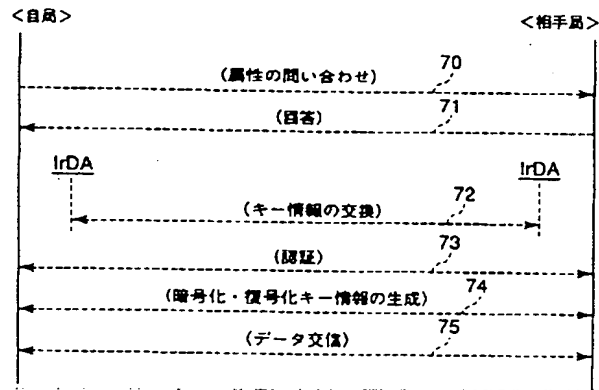 <自局>
<相手局>
(属性の問い合わせ)
70
(回答)
71
IrDA
IrDA
(キー情報の交換)
72
(認証)
73
(暗号化・復号化キー情報の生成)
74
(データ交信)
75